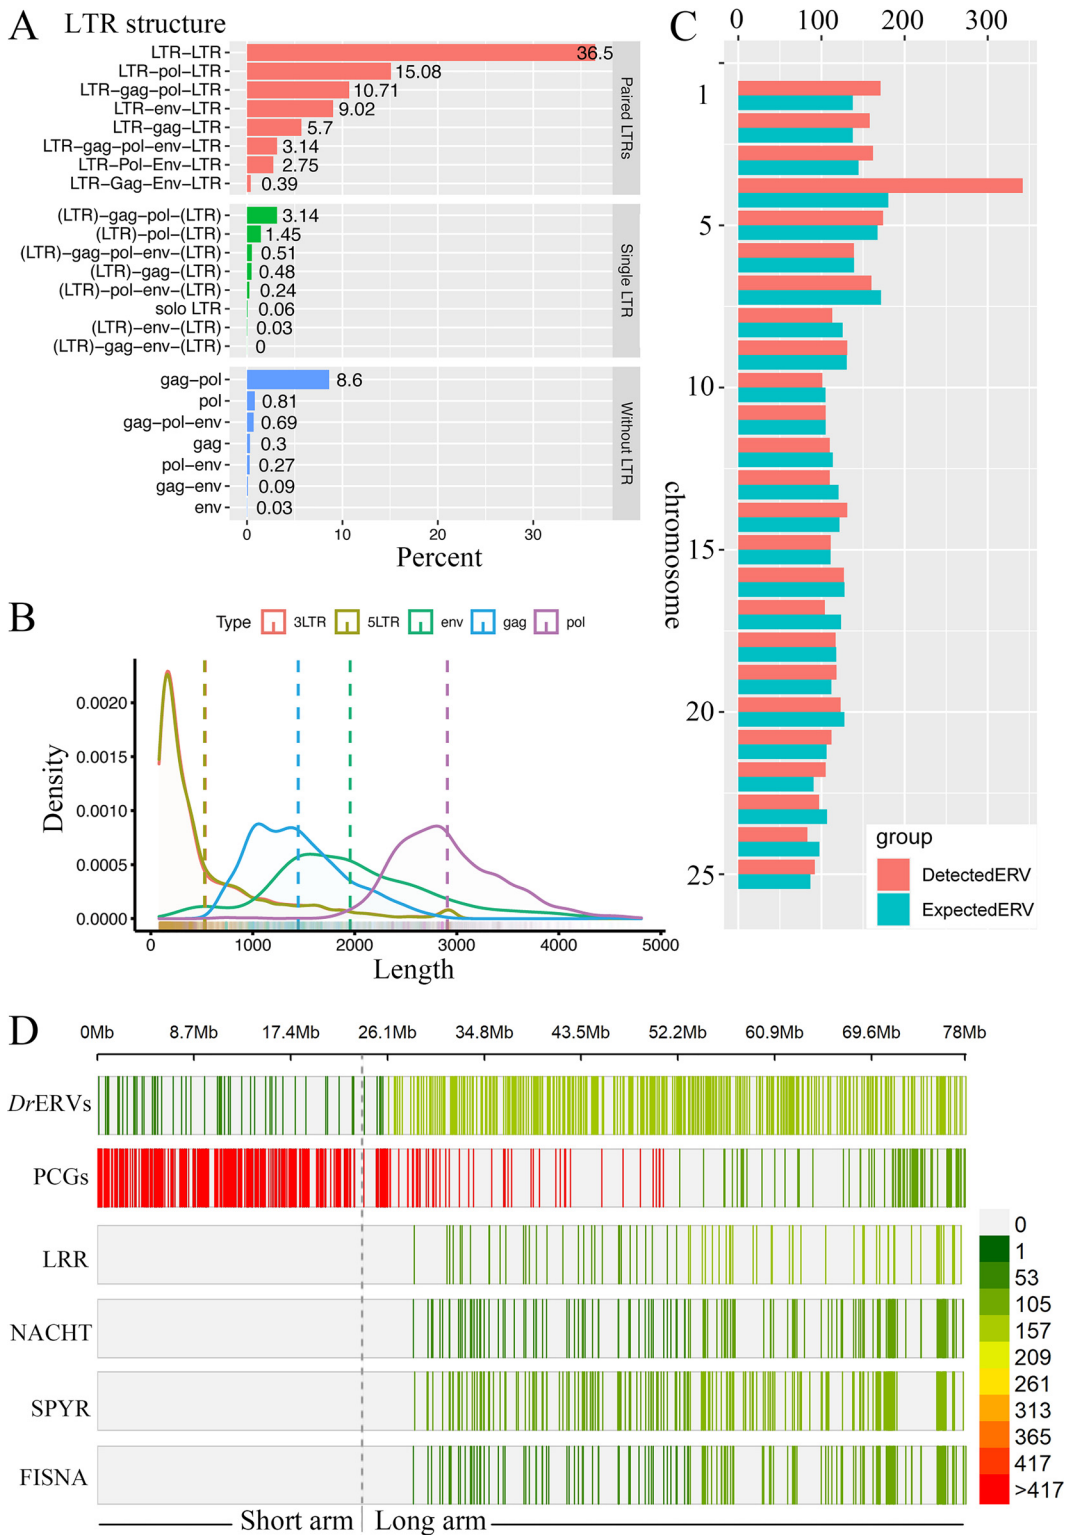 A LTR structure
LTR-LTR 36.5
LTR-pol-LTR 15.08
LTR-gag-pol-LTR 10.71
LTR-env-LTR 9.02
LTR-gag-LTR 5.7
LTR-gag-pol-env-LTR 3.14
LTR-Pol-Env-LTR 2.75
LTR-Gag-Env-LTR 0.39
Paired LTRs
(LTR)-gag-pol-(LTR) 3.14
(LTR)-pol-(LTR) 1.45
(LTR)-gag-pol-env-(LTR) 0.51
(LTR)-gag-(LTR) 0.48
(LTR)-pol-env-(LTR) 0.24
solo LTR 0.06
(LTR)-env-(LTR) 0.03
(LTR)-gag-env-(LTR) 0
Single LTR
gag-pol 8.6
pol 0.81
gag-pol-env 0.69
gag 0.3
pol-env 0.27
gag-env 0.09
env 0.03
Without LTR
0 10 20 30
Percent
B
Type 3LTR 5LTR env gag pol
0.0020
0.0015
0.0010
0.0005
0.0000
Density
0 1000 2000 3000 4000 5000
Length
C
0 100 200 300
1
5
10
15
20
25
chromosome
group
DetectedERV
ExpectedERV
D
0Mb 8.7Mb 17.4Mb 26.1Mb 34.8Mb 43.5Mb 52.2Mb 60.9Mb 69.6Mb 78Mb
DrERVs
PCGs
LRR
NACHT
SPYR
FISNA
Short arm Long arm
0
1
53
105
157
209
261
313
365
417
>417